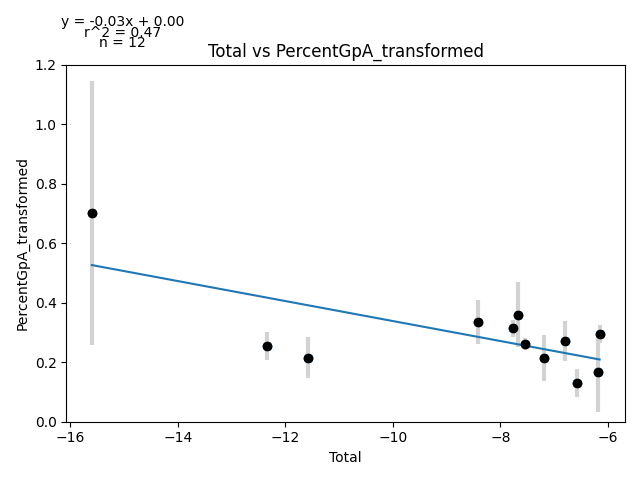 y = -0.03x + 0.00
r^2 = 0.47
n = 12
Total vs PercentGpA_transformed
PercentGpA_transformed
1.2
1.0
0.8
0.6
0.4
0.2
0.0
−16
−14
−12
−10
−8
−6
Total